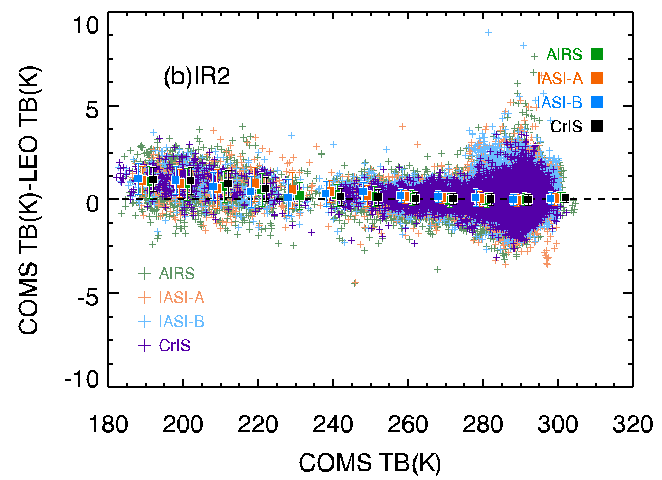 10
5
0
-5
-10
COMS TB(K)-LEO TB(K)
(b)IR2
AIRS
IASI-A
IASI-B
CrIS
AIRS
IASI-A
IASI-B
CrIS
180 200 220 240 260 280 300 320
COMS TB(K)